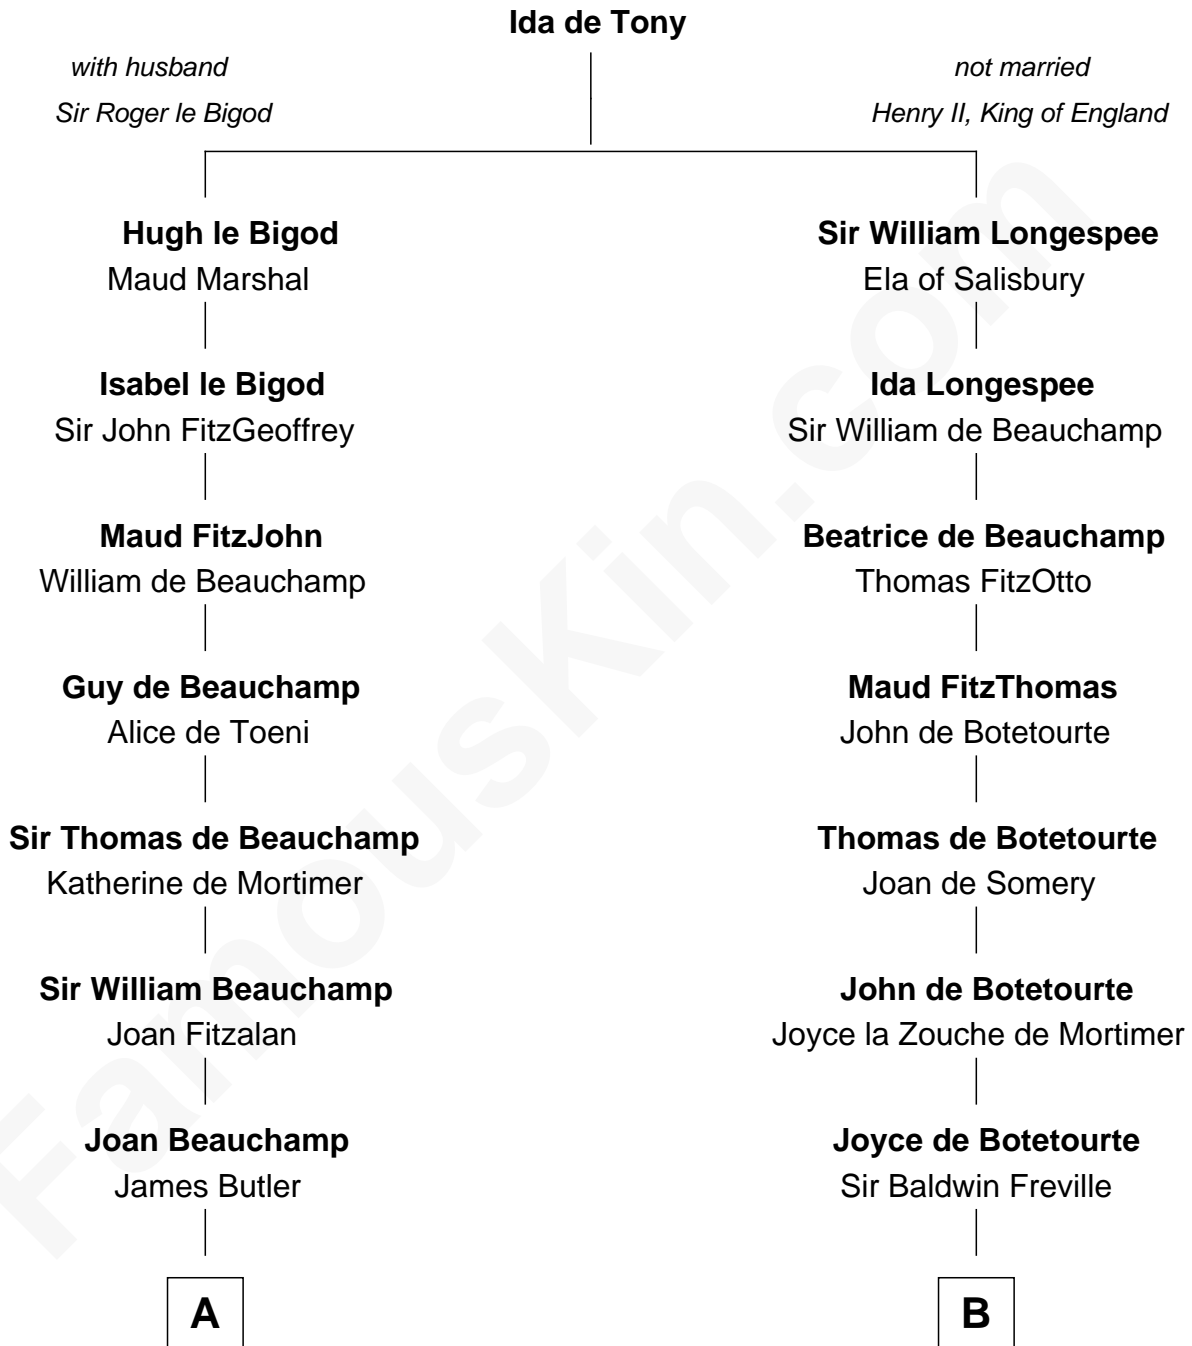 Ida de Tony
with husband
Sir Roger le Bigod
not married
Henry II, King of England
Hugh le Bigod
Maud Marshal
Sir William Longespee
Ela of Salisbury
Isabel le Bigod
Sir John FitzGeoffrey
Ida Longespee
Sir William de Beauchamp
Maud FitzJohn
William de Beauchamp
Beatrice de Beauchamp
Thomas FitzOtto
Guy de Beauchamp
Alice de Toeni
Maud FitzThomas
John de Botetourte
Sir Thomas de Beauchamp
Katherine de Mortimer
Thomas de Botetourte
Joan de Somery
Sir William Beauchamp
Joan Fitzalan
John de Botetourte
Joyce la Zouche de Mortimer
Joan Beauchamp
James Butler
Joyce de Botetourte
Sir Baldwin Freville
A
B
FamousKin.com